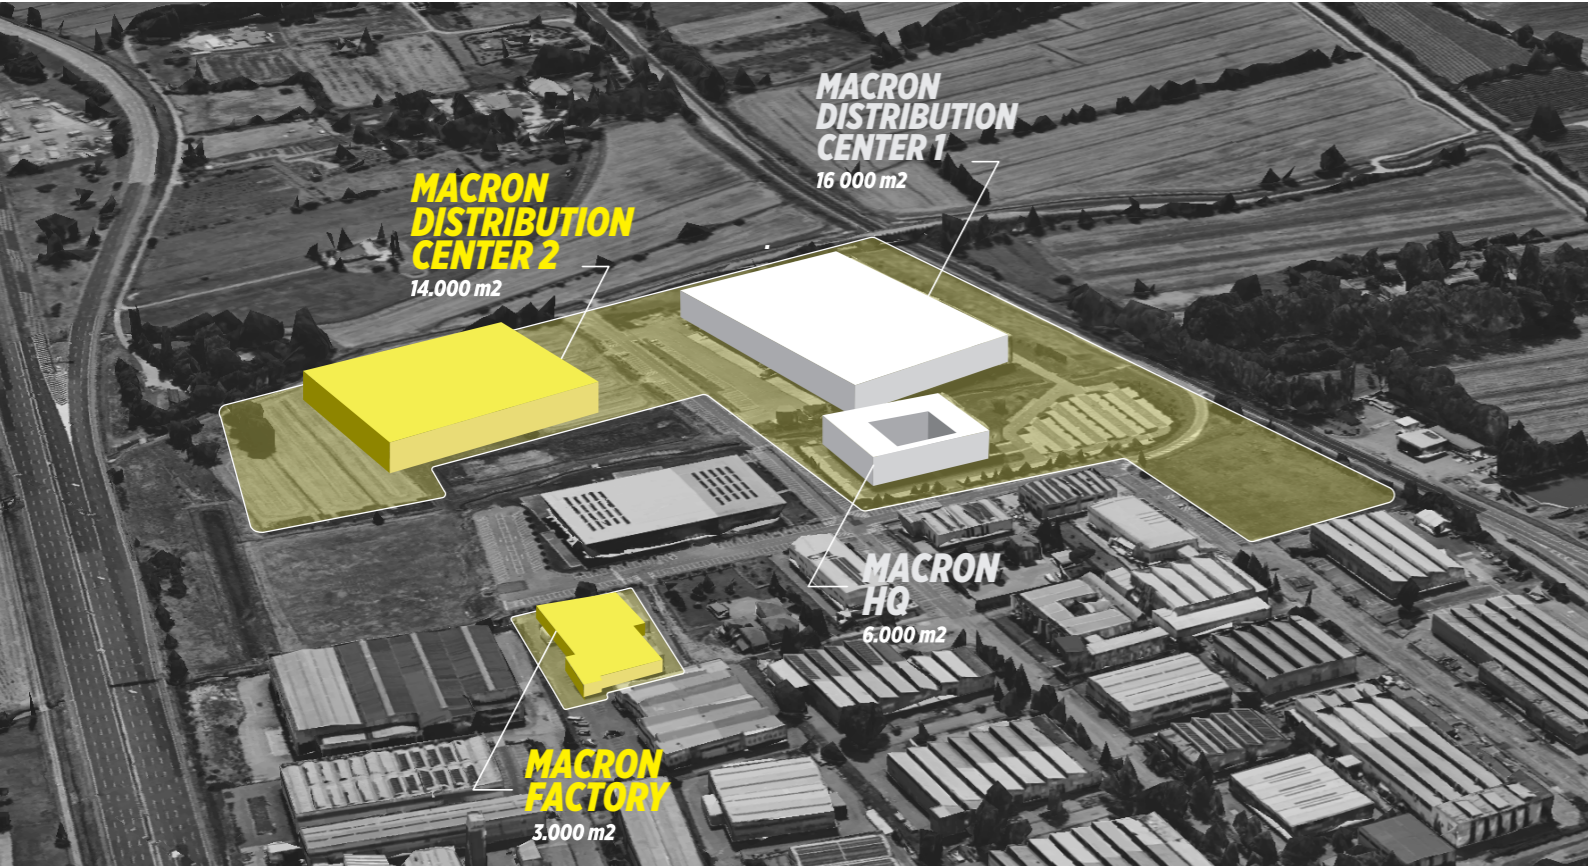 MACRON
DISTRIBUTION
CENTER 1
16 000 m2
MACRON
DISTRIBUTION
CENTER 2
14.000 m2
MACRON
HQ
6.000 m2
MACRON
FACTORY
3.000 m2